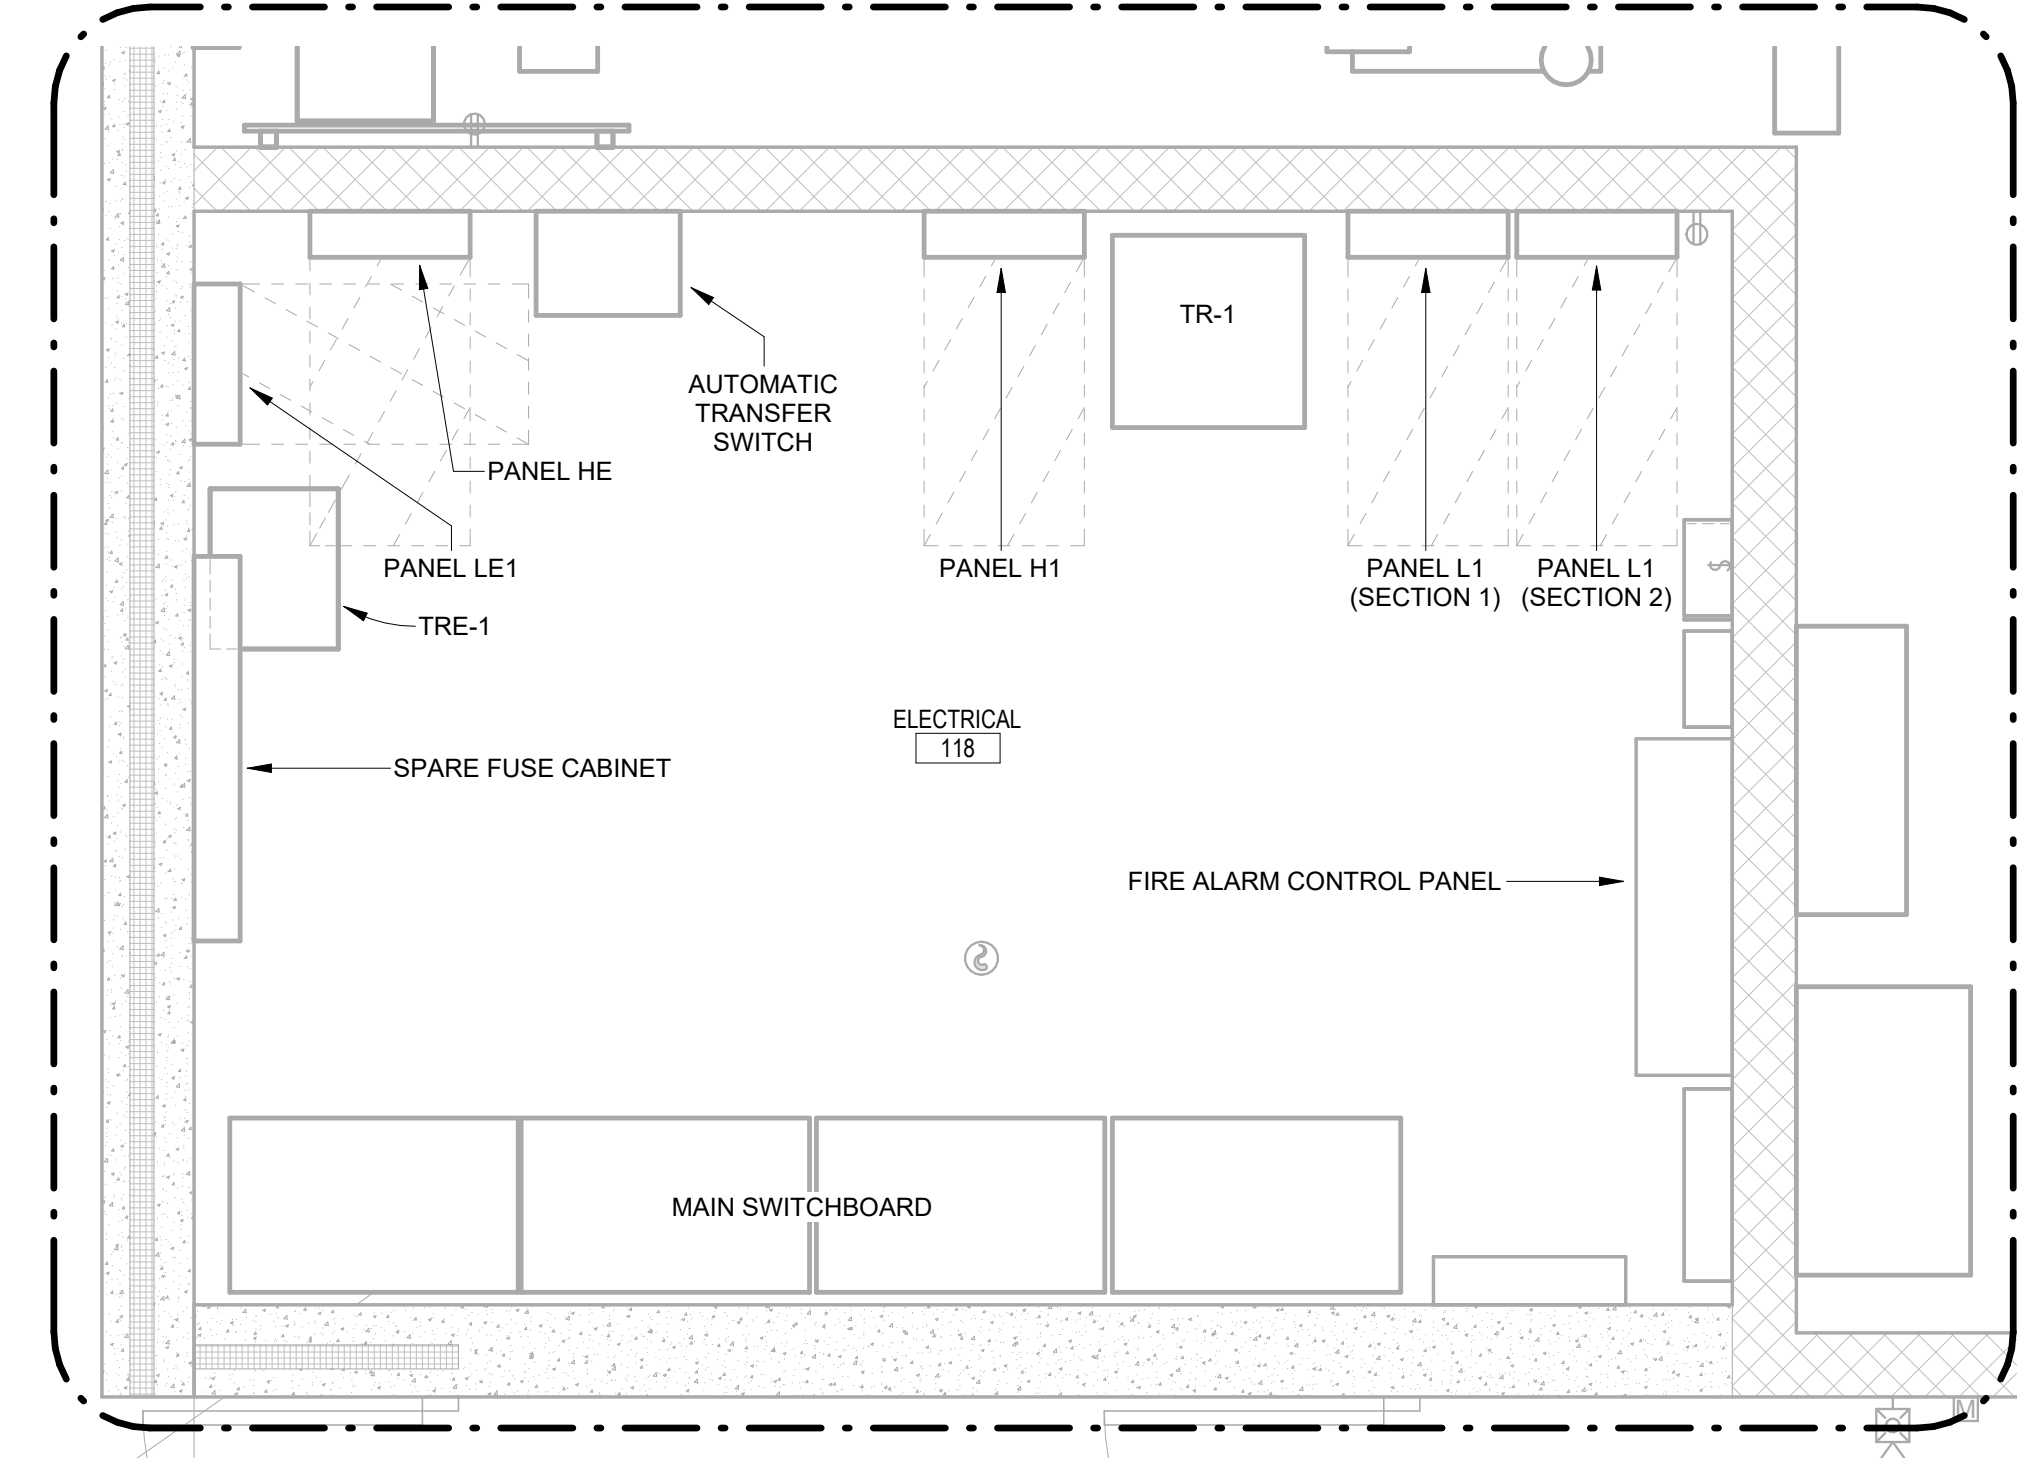 TR-1
AUTOMATIC
TRANSFER
SWITCH
PANEL HE
PANEL LE1
PANEL H1
PANEL L1
(SECTION 1)
PANEL L1
(SECTION 2)
$
TRE-1
ELECTRICAL
118
SPARE FUSE CABINET
FIRE ALARM CONTROL PANEL
MAIN SWITCHBOARD
M